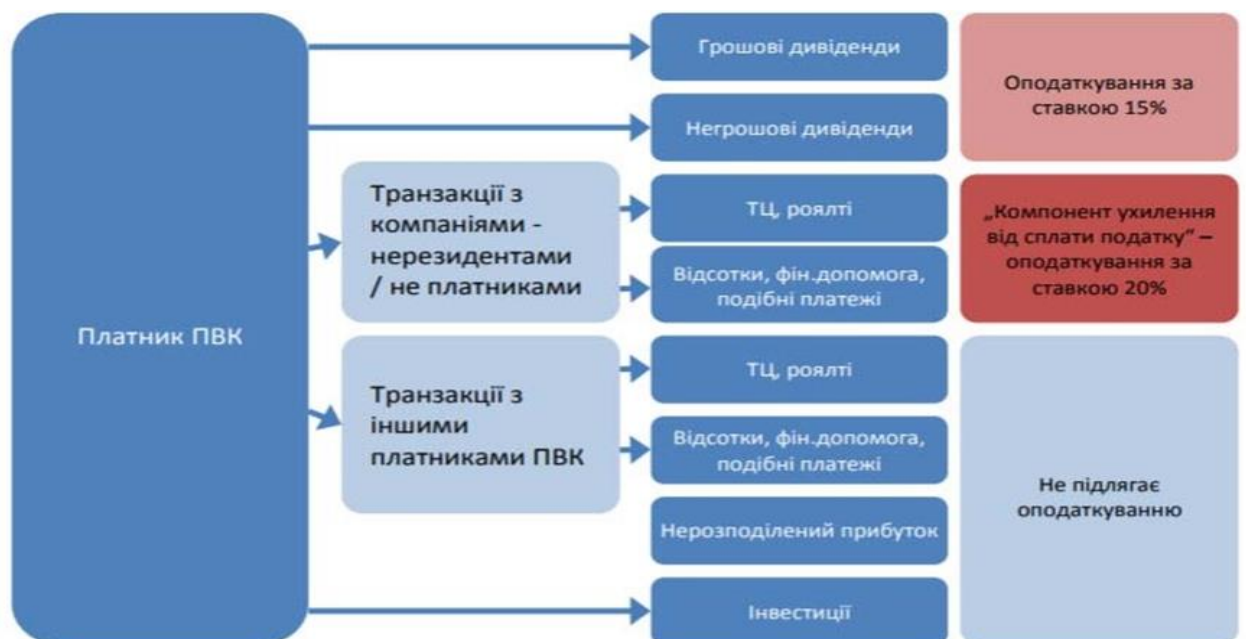 Платник ПВК
Грошові дивіденди
Негрошові дивіденди
Оподаткування за
ставкою 15%
Транзакції з
компаніями -
нерезидентами
/ не платниками
ТЦ, роялті
Відсотки, фін.допомога,
подібні платежі
„Компонент ухилення
від сплати податку” –
оподаткування за
ставкою 20%
Транзакції з
іншими
платниками ПВК
ТЦ, роялті
Відсотки, фін.допомога,
подібні платежі
Нерозподілений прибуток
Інвестиції
Не підлягає
оподаткуванню